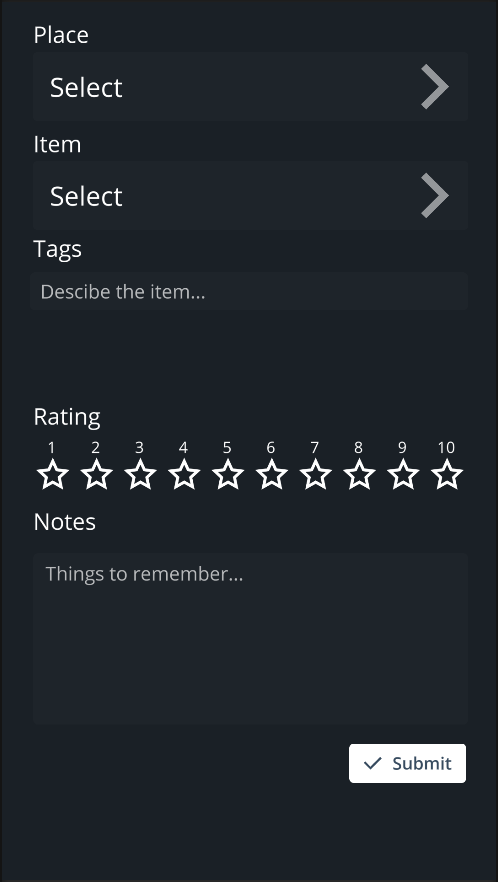 Place
Select
Item
Select
Tags
Descibe the item...
Rating
1 2 3 4 5 6 7 8 9 10
Notes
Things to remember...
Submit